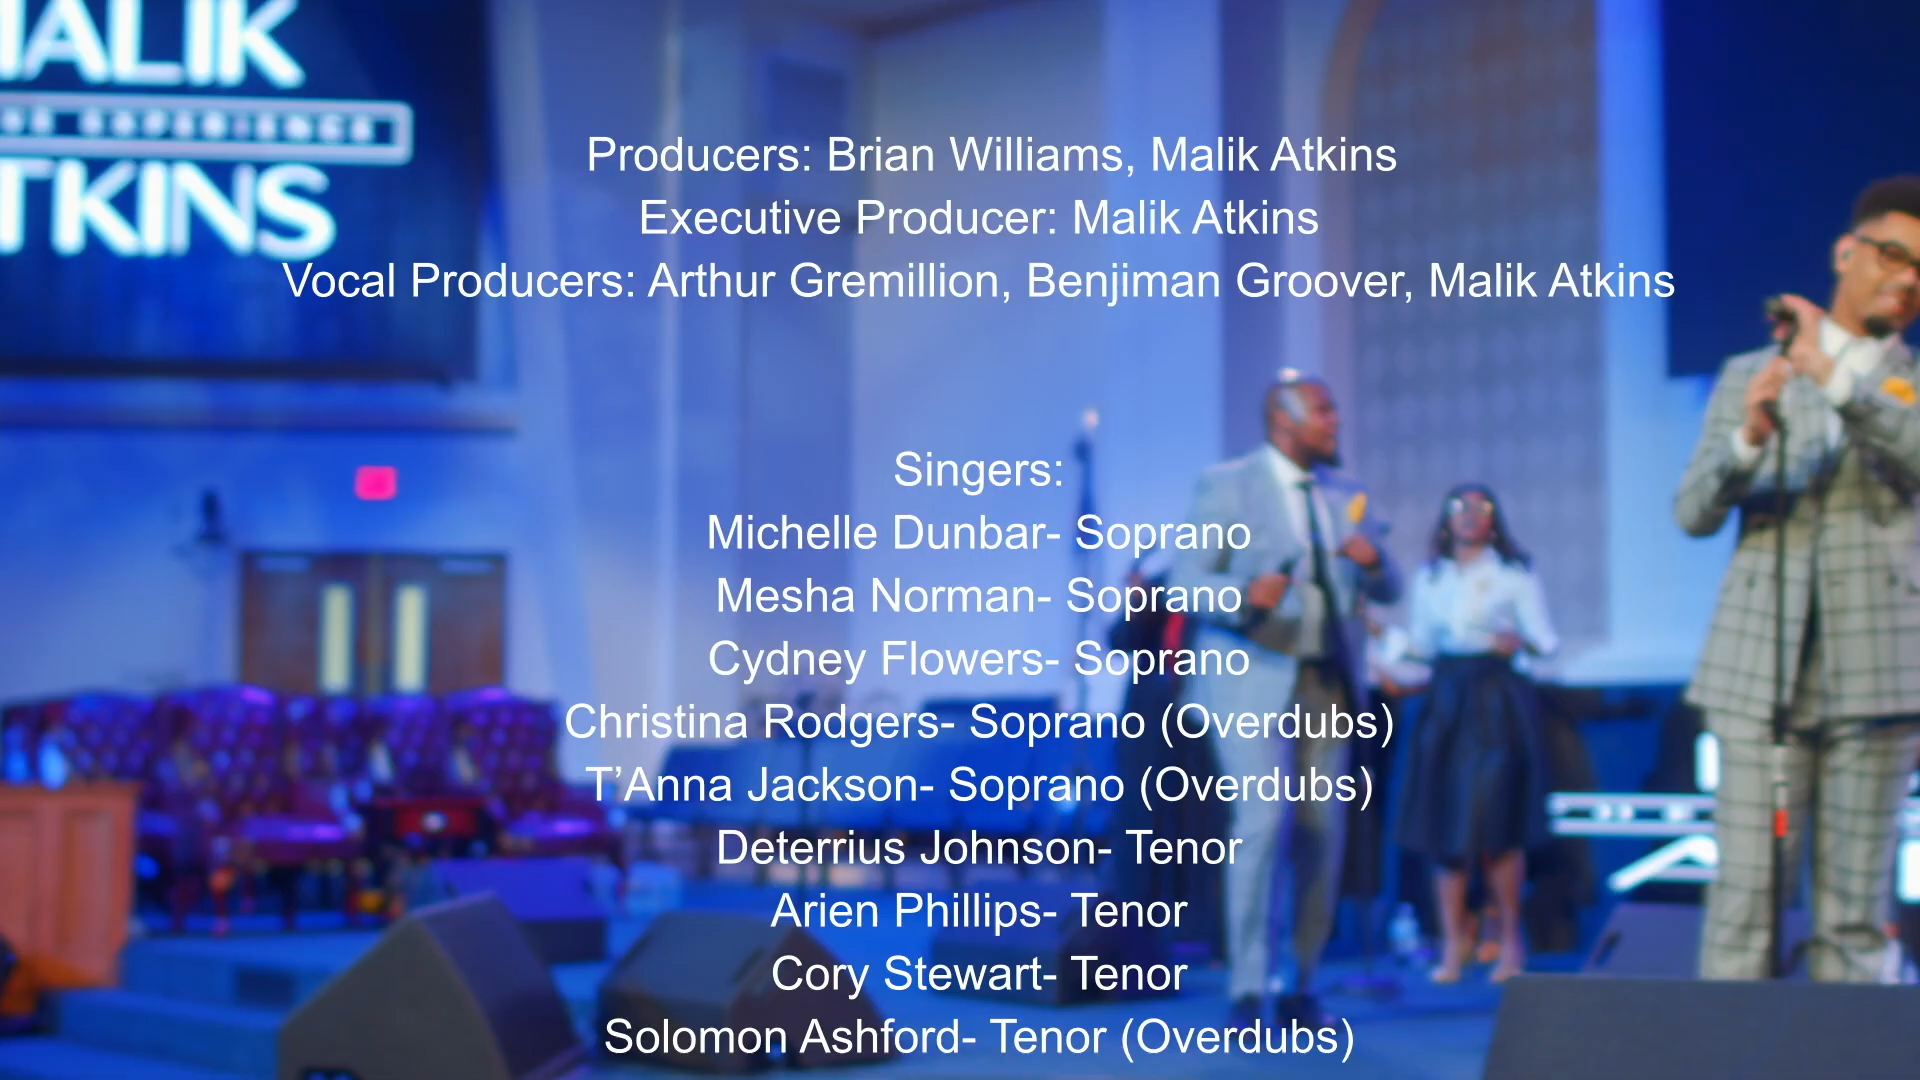 ALIK
EXPERIENCE
TKINS
Producers: Brian Williams, Malik Atkins
Executive Producer: Malik Atkins
Vocal Producers: Arthur Gremillion, Benjiman Groover, Malik Atkins
Singers:
Michelle Dunbar- Soprano
Mesha Norman- Soprano
Cydney Flowers- Soprano
Christina Rodgers- Soprano (Overdubs)
T’Anna Jackson- Soprano (Overdubs)
Deterrius Johnson- Tenor
Arien Phillips- Tenor
Cory Stewart- Tenor
Solomon Ashford- Tenor (Overdubs)